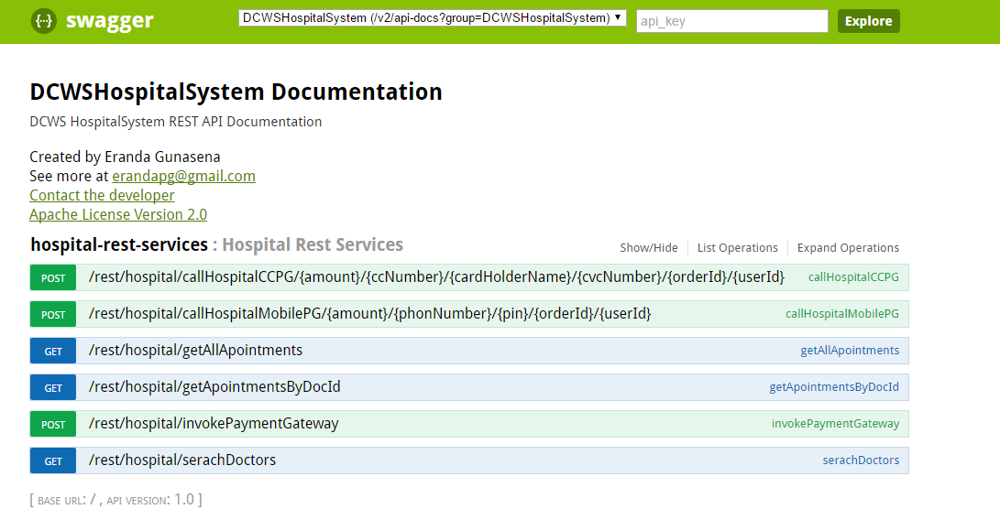 {··} swagger DCWSHospitalSystem (/v2/api-docs?group=DCWSHospitalSystem) api_key Explore
DCWSHospitalSystem Documentation
DCWS HospitalSystem REST API Documentation
Created by Eranda Gunasena
See more at erandapg@gmail.com
Contact the developer
Apache License Version 2.0
hospital-rest-services : Hospital Rest Services Show/Hide List Operations Expand Operations
POST /rest/hospital/callHospitalCCPG/{amount}/{ccNumber}/{cardHolderName}/{cvcNumber}/{orderId}/{userId} callHospitalCCPG
POST /rest/hospital/callHospitalMobilePG/{amount}/{phonNumber}/{pin}/{orderId}/{userId} callHospitalMobilePG
GET /rest/hospital/getAllApointments getAllApointments
GET /rest/hospital/getApointmentsByDocId getApointmentsByDocId
POST /rest/hospital/invokePaymentGateway invokePaymentGateway
GET /rest/hospital/serachDoctors serachDoctors
[ BASE URL: / , API VERSION: 1.0 ]